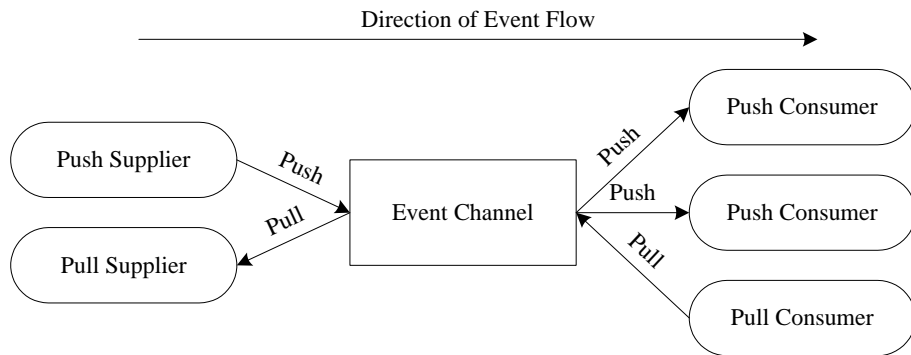 Direction of Event Flow
Push Supplier
Pull Supplier
Push
Pull
Event Channel
Push
Push
Pull
Push Consumer
Push Consumer
Pull Consumer